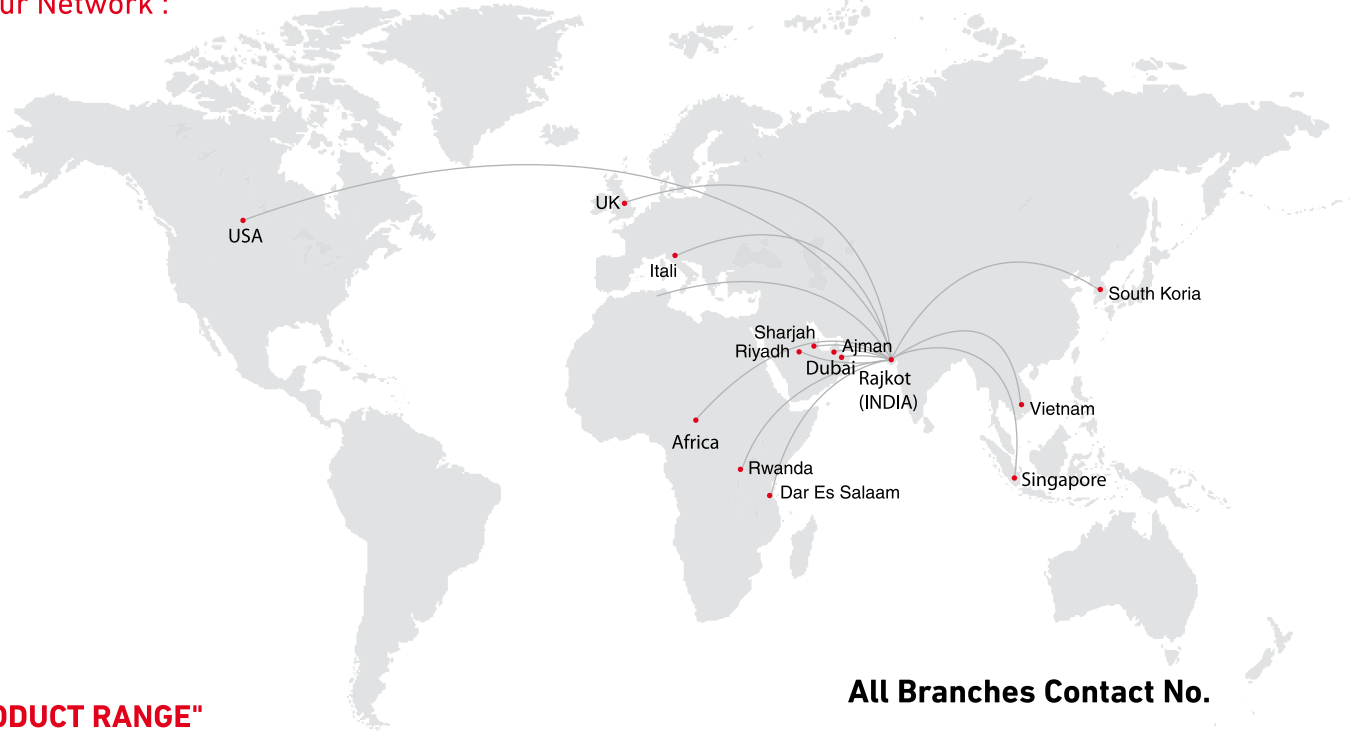 ur Network :
UK
USA
Itali
South Koria
Sharjah
Riyadh
Ajman
Dubai
Rajkot
(INDIA)
Vietnam
Africa
Rwanda
Singapore
Dar Es Salaam
All Branches Contact No.
ODUCT RANGE"